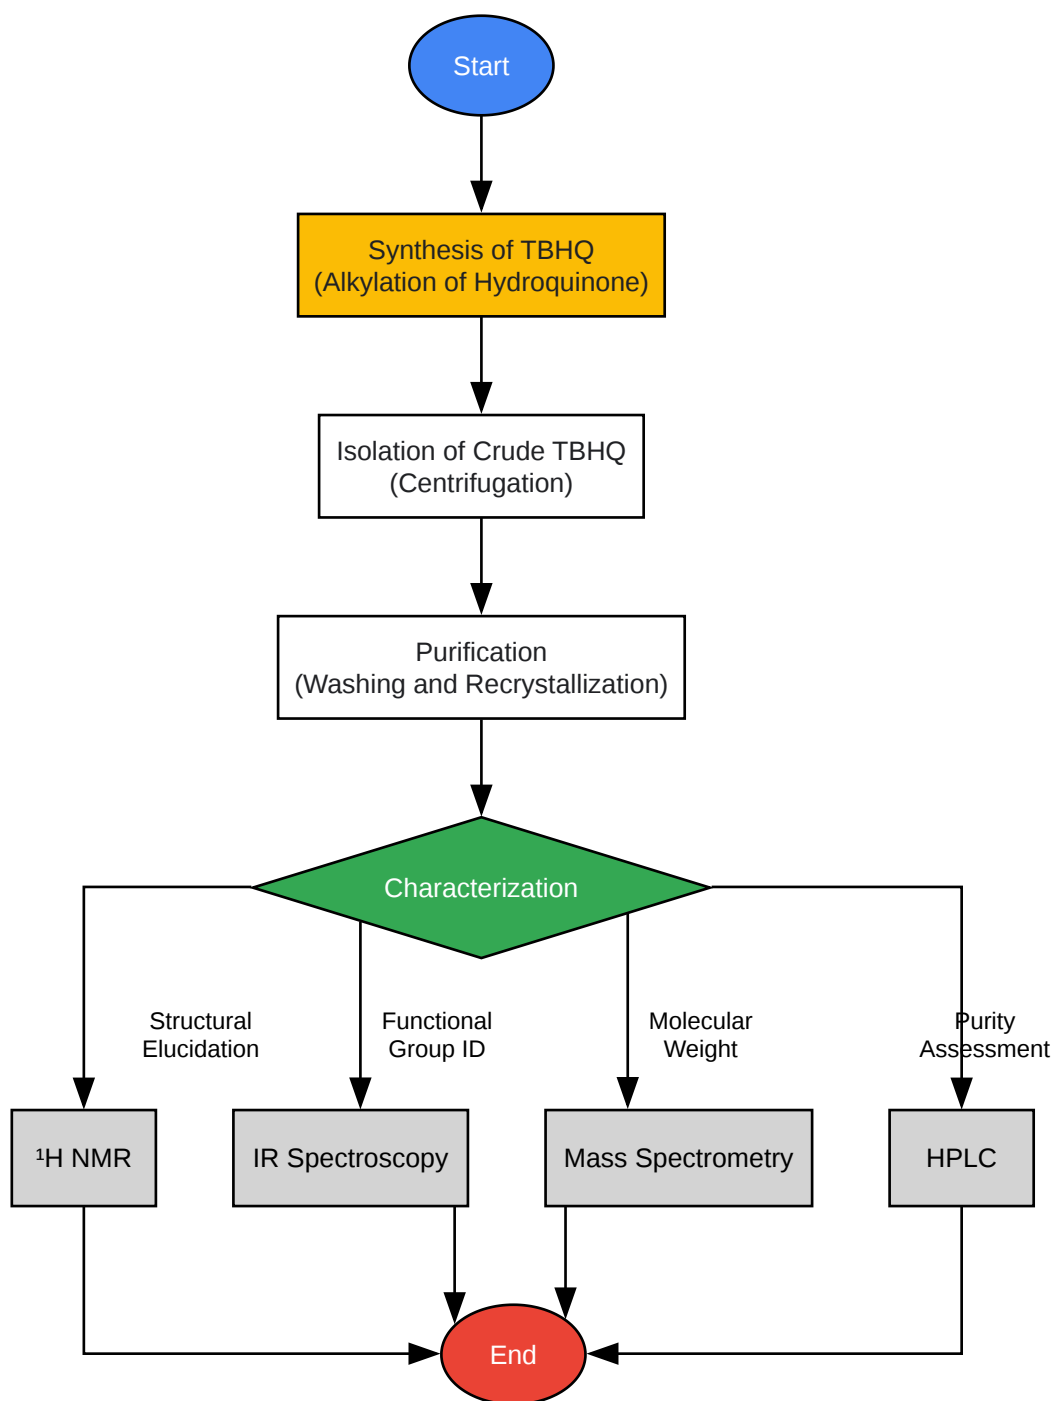 Start
Synthesis of TBHQ
(Alkylation of Hydroquinone)
Isolation of Crude TBHQ
(Centrifugation)
Purification
(Washing and Recrystallization)
Characterization
Structural
Elucidation
Functional
Group ID
Molecular
Weight
Purity
Assessment
¹H NMR
IR Spectroscopy
Mass Spectrometry
HPLC
End